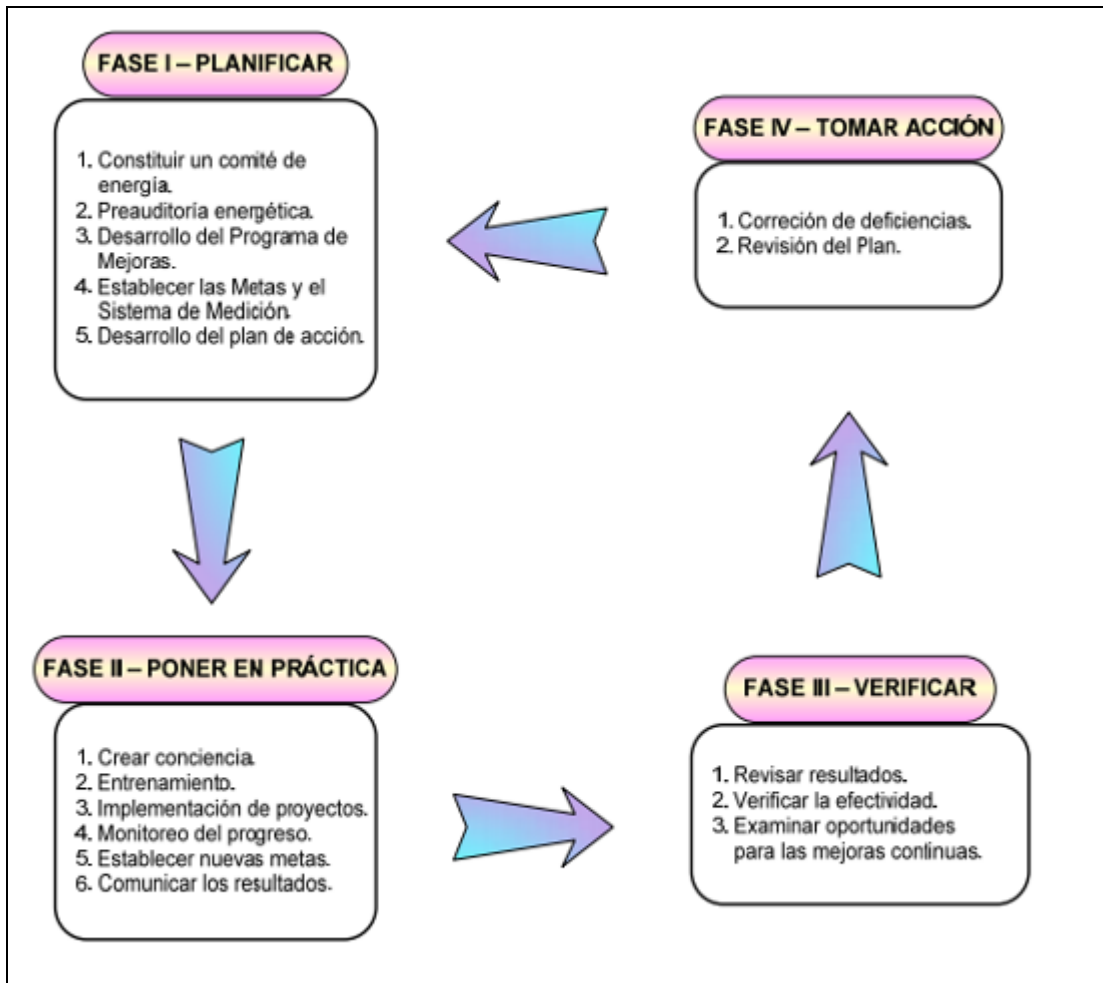 FASE I – PLANIFICAR
1. Constituir un comité de
energía.
2. Preauditoría energética.
3. Desarrollo del Programa de
Mejoras.
4. Establecer las Metas y el
Sistema de Medición.
5. Desarrollo del plan de acción.
FASE II – PONER EN PRÁCTICA
1. Crear conciencia.
2. Entrenamiento.
3. Implementación de proyectos.
4. Monitoreo del progreso.
5. Establecer nuevas metas.
6. Comunicar los resultados.
FASE III – VERIFICAR
1. Revisar resultados.
2. Verificar la efectividad.
3. Examinar oportunidades
para las mejoras continuas.
FASE IV – TOMAR ACCIÓN
1. Correción de deficiencias.
2. Revisión del Plan.